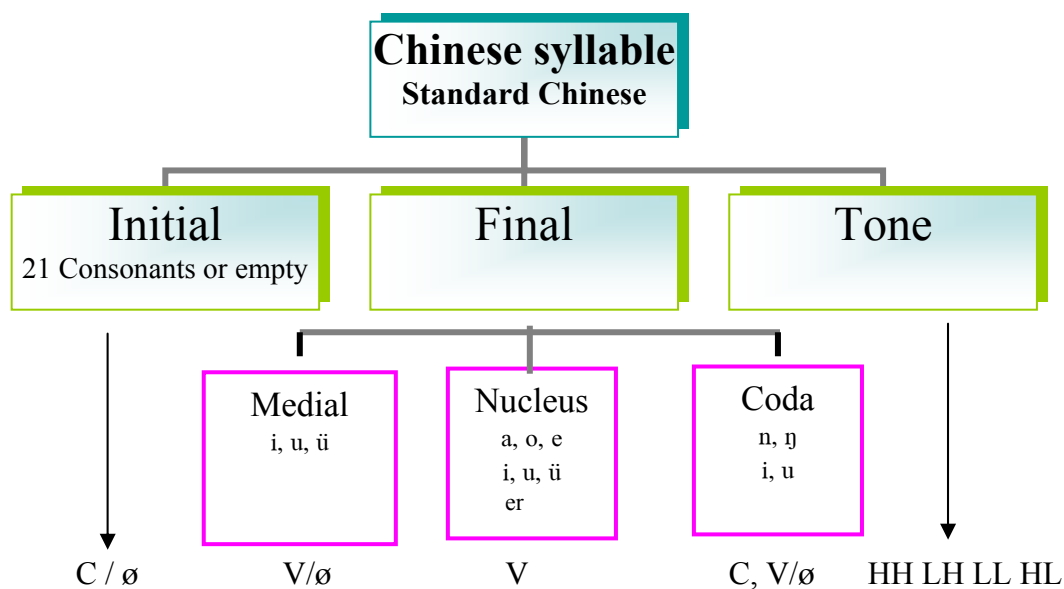 Chinese syllable
Standard Chinese
Initial
21 Consonants or empty
Final
Tone
Medial
i, u, ü
Nucleus
a, o, e
i, u, ü
er
Coda
n, ŋ
i, u
C / ø
V/ø
V
C, V/ø
HH LH LL HL